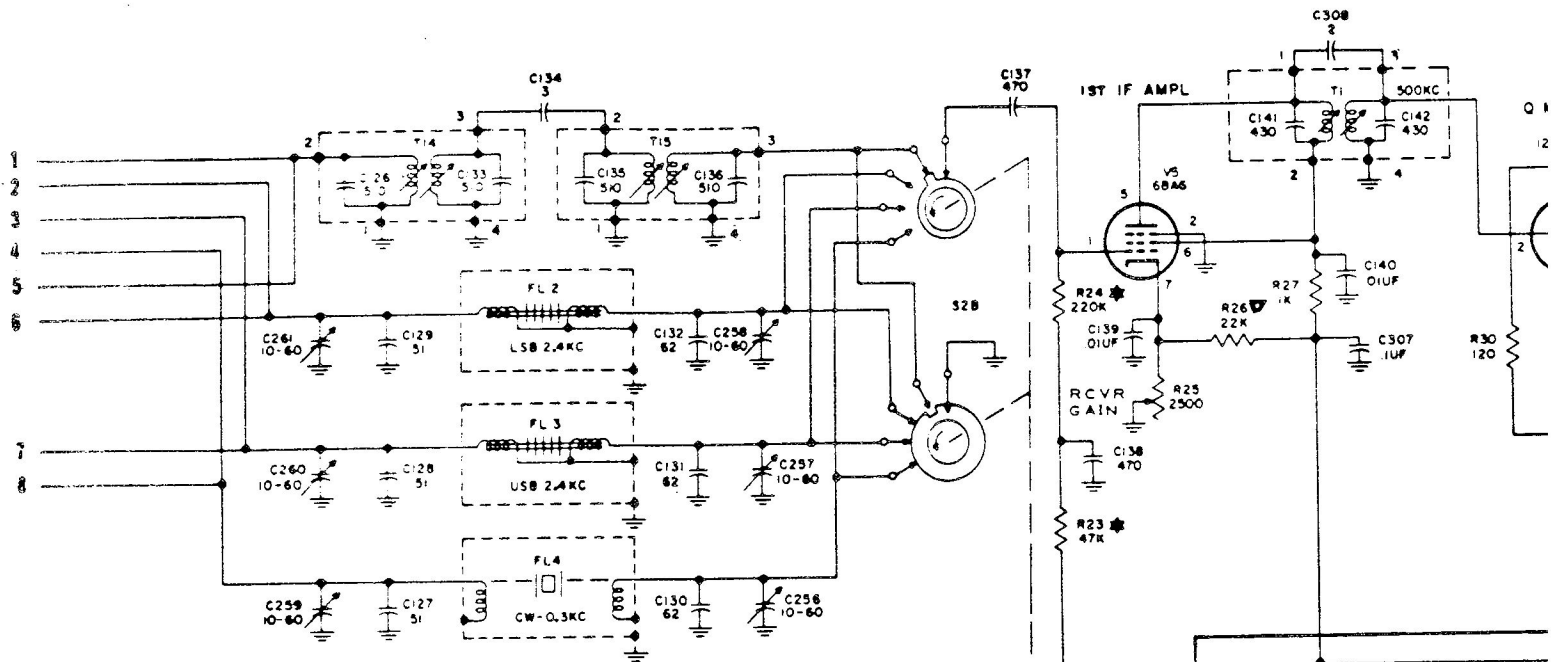 C308
2
1
3
T1
500KC
C141
430
C142
430
2
4
1ST IF AMPL
V5
6BA6
5
1
2
6
7
C134
3
3
2
2
T14
C126
510
C133
510
1
4
T15
C135
510
C136
510
3
1
4
C137
470
1
2
3
4
5
6
7
8
FL 2
LSB 2.4KC
C261
10-60
C129
51
C132
62
C258
10-60
FL 3
USB 2.4KC
C260
10-60
C128
51
C131
62
C257
10-60
FL4
CW-0.3KC
C259
10-60
C127
51
C130
62
C256
10-60
S2B
R24
220K
C139
.01UF
RCVR
GAIN
R25
2500
R26
22K
R27
1K
C140
.01UF
C307
.1UF
C138
470
R23
47K
R30
120
Q
12
2